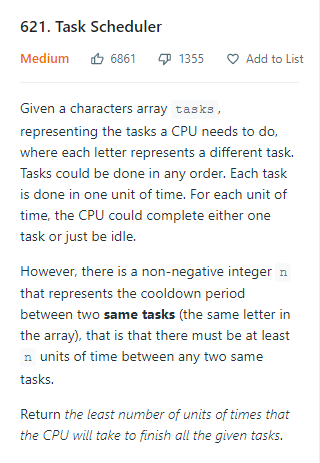 621. Task Scheduler
Medium 6861 1355 Add to List
Given a characters array tasks,
representing the tasks a CPU needs to do,
where each letter represents a different task.
Tasks could be done in any order. Each task
is done in one unit of time. For each unit of
time, the CPU could complete either one
task or just be idle.
However, there is a non-negative integer n
that represents the cooldown period
between two same tasks (the same letter in
the array), that is that there must be at least
n units of time between any two same
tasks.
Return the least number of units of times that
the CPU will take to finish all the given tasks.